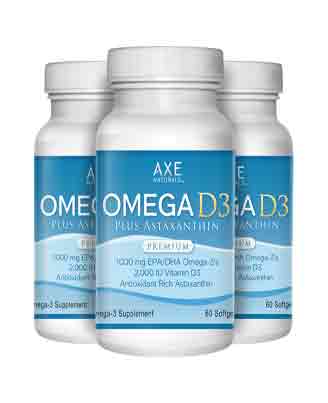 AXE
NATURALS™
OMEGA D3
PLUS ASTAXANTHIN
PREMIUM
1000 mg EPA/DHA Omega-3's
2,000 IU Vitamin D3
Antioxidant Rich Astaxanthin
Omega-3 Supplement 60 Softgels